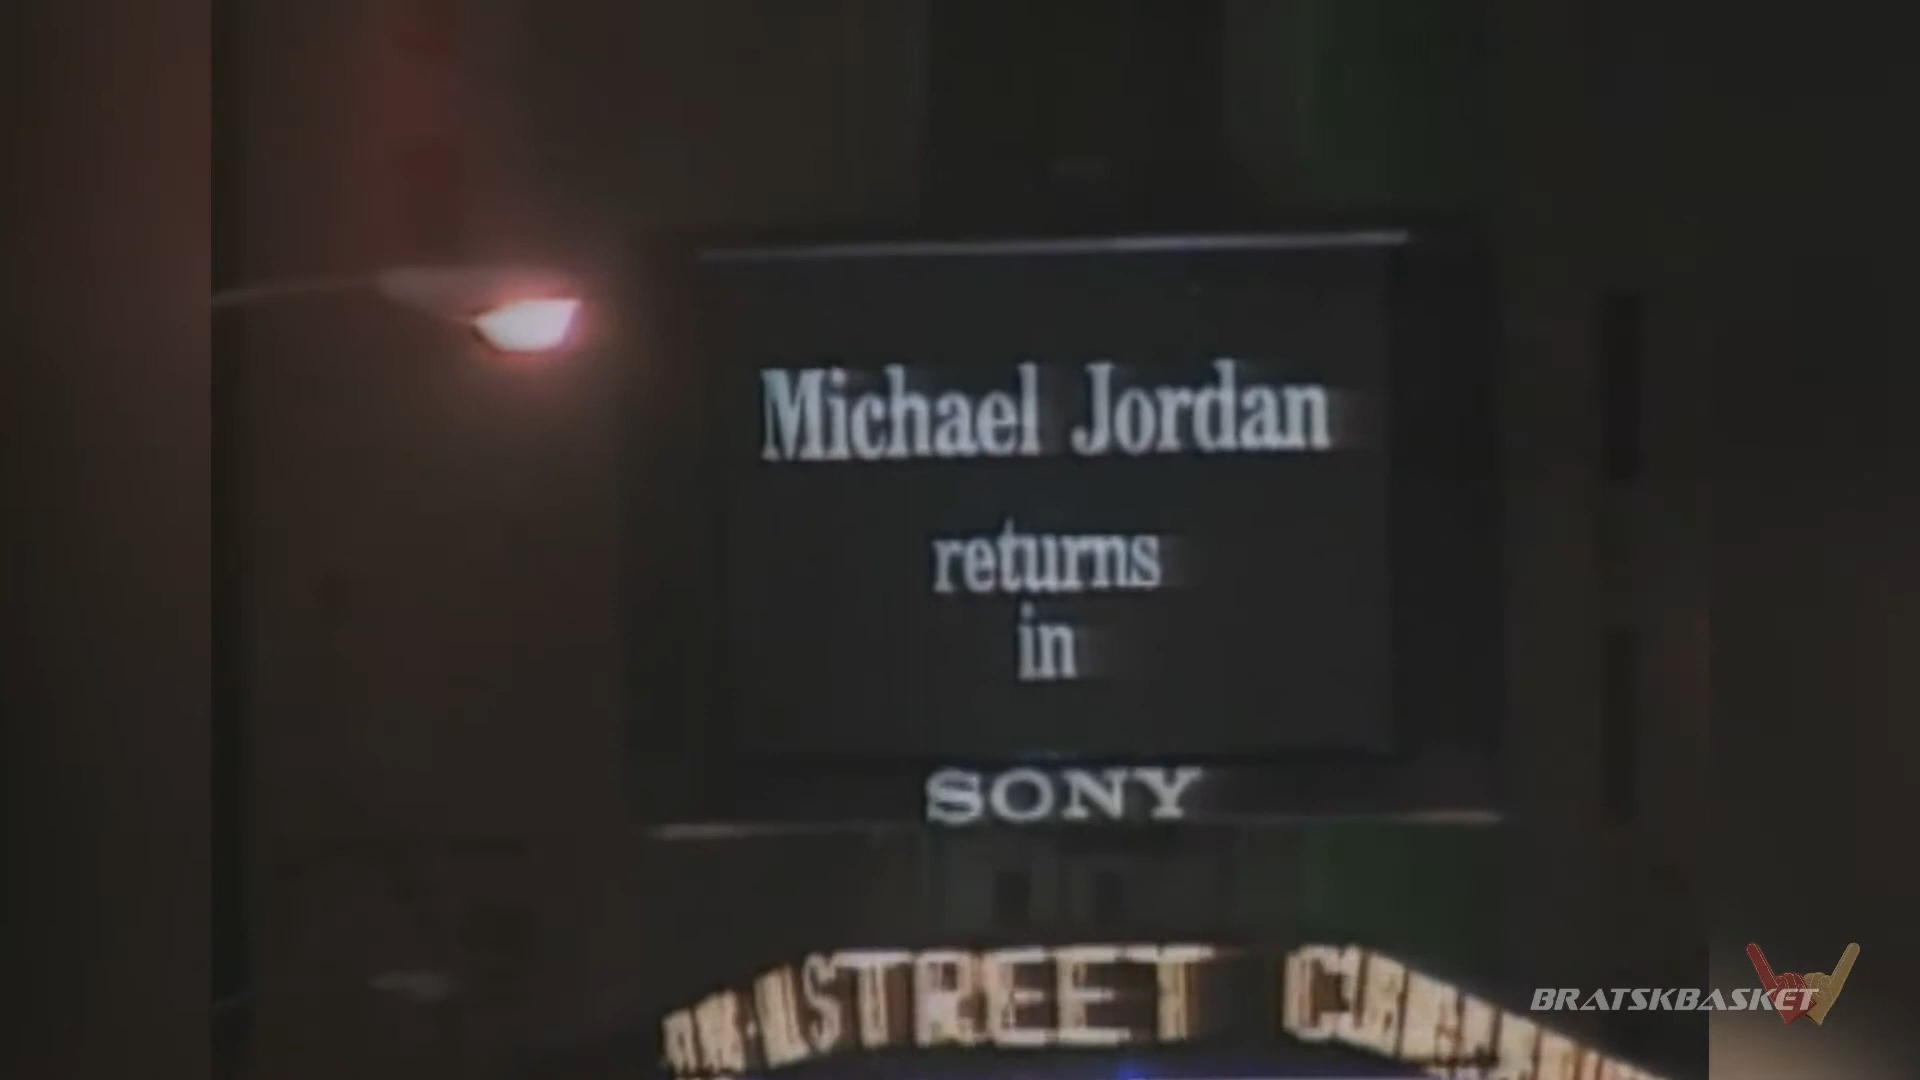 Michael Jordan
returns
in
SONY
STREET
BRATSKBASKET